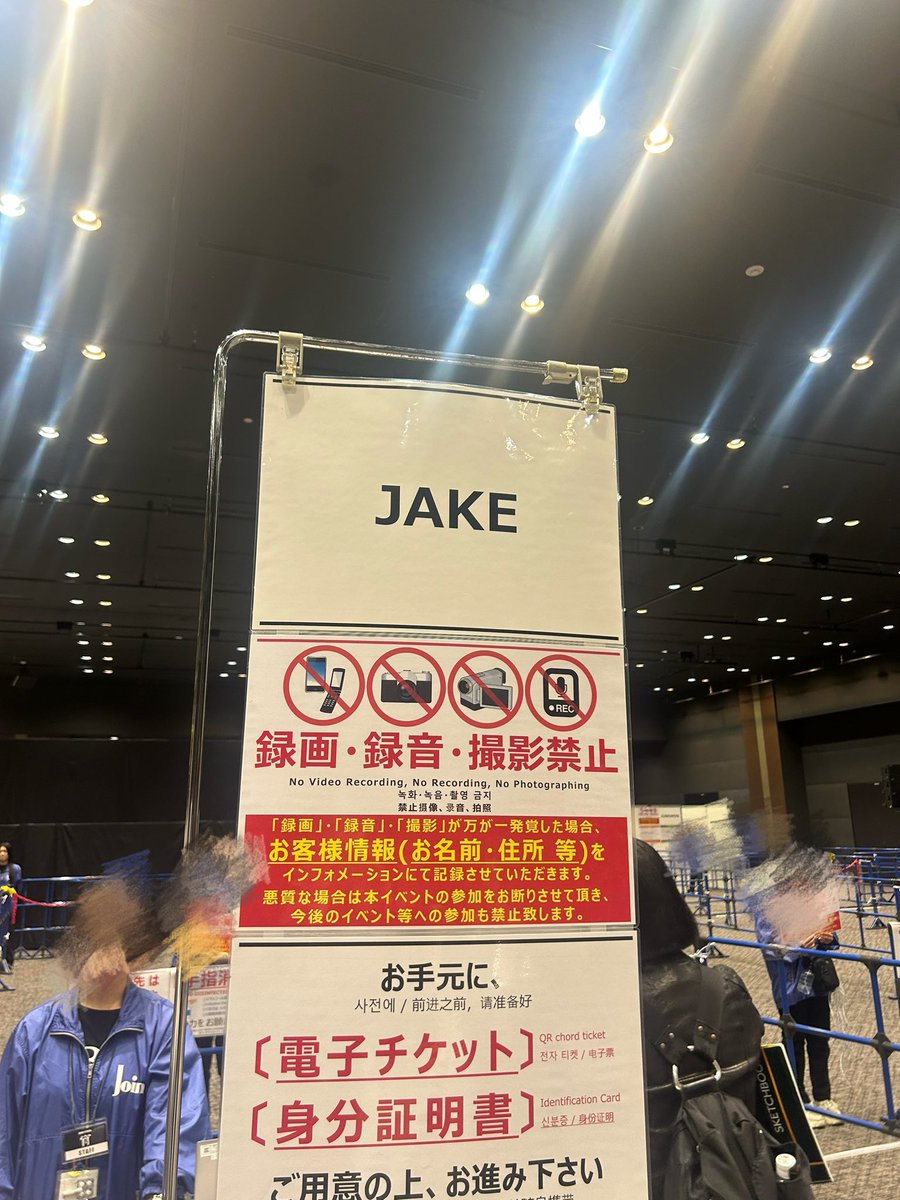 JAKE
REC
録画・録音・撮影禁止
No Video Recording, No Recording, No Photographing
녹화·녹음·촬영 금지
禁止摄像、录音、拍照
「録画」・「録音」・「撮影」が万が一発覚した場合、
お客様情報(お名前・住所 等)を
インフォメーションにて記録させていただきます。
悪質な場合は本イベントの参加をお断りさせて頂き、
今後のイベント等への参加も禁止致します。
お手元に、
사전에 / 前进之前，请准备好
〔電子チケット〕
QR chord ticket
전자 티켓 / 电子票
〔身分証明書〕
Identification Card
신분증 / 身份证明
ご用意の上、お進み下さい
Join
STAFF
SKETCHBOO